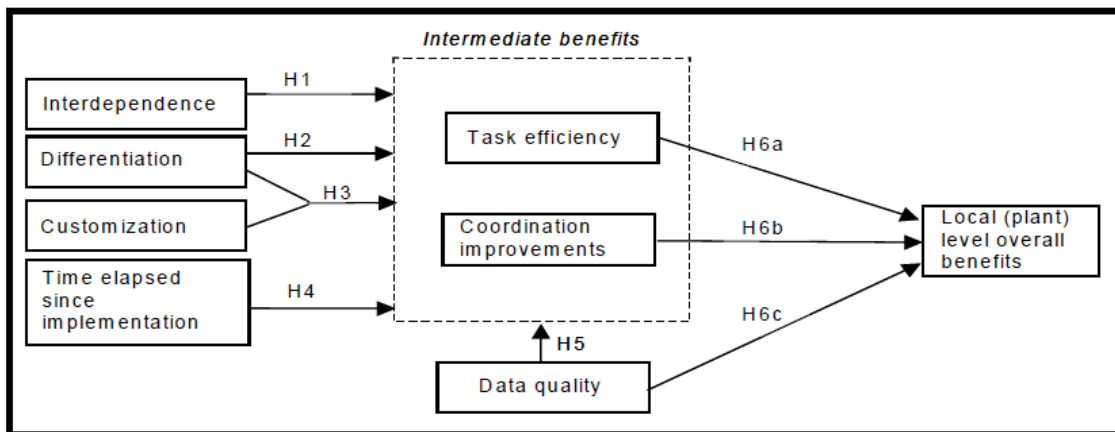 Intermediate benefits
H1
Interdependence
H2
Differentiation
Task efficiency
H6a
H3
Customization
Coordination
improvements
H6b
Local (plant)
level overall
benefits
Time elapsed
since
implementation
H4
H6c
H5
Data quality